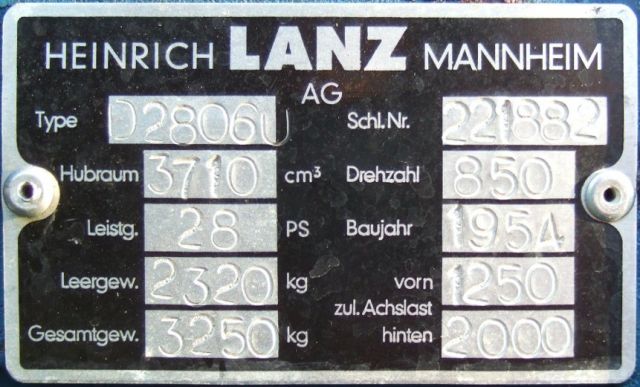 HEINRICH LANZ MANNHEIM
AG
Type D2806U Schl.Nr. 221882
Hubraum 3710 cm³ Drehzahl 850
Leistg. 28 PS Baujahr 1954
Leergew. 2320 kg vorn 1250
zul. Achslast
Gesamtgew. 3250 kg hinten 2000